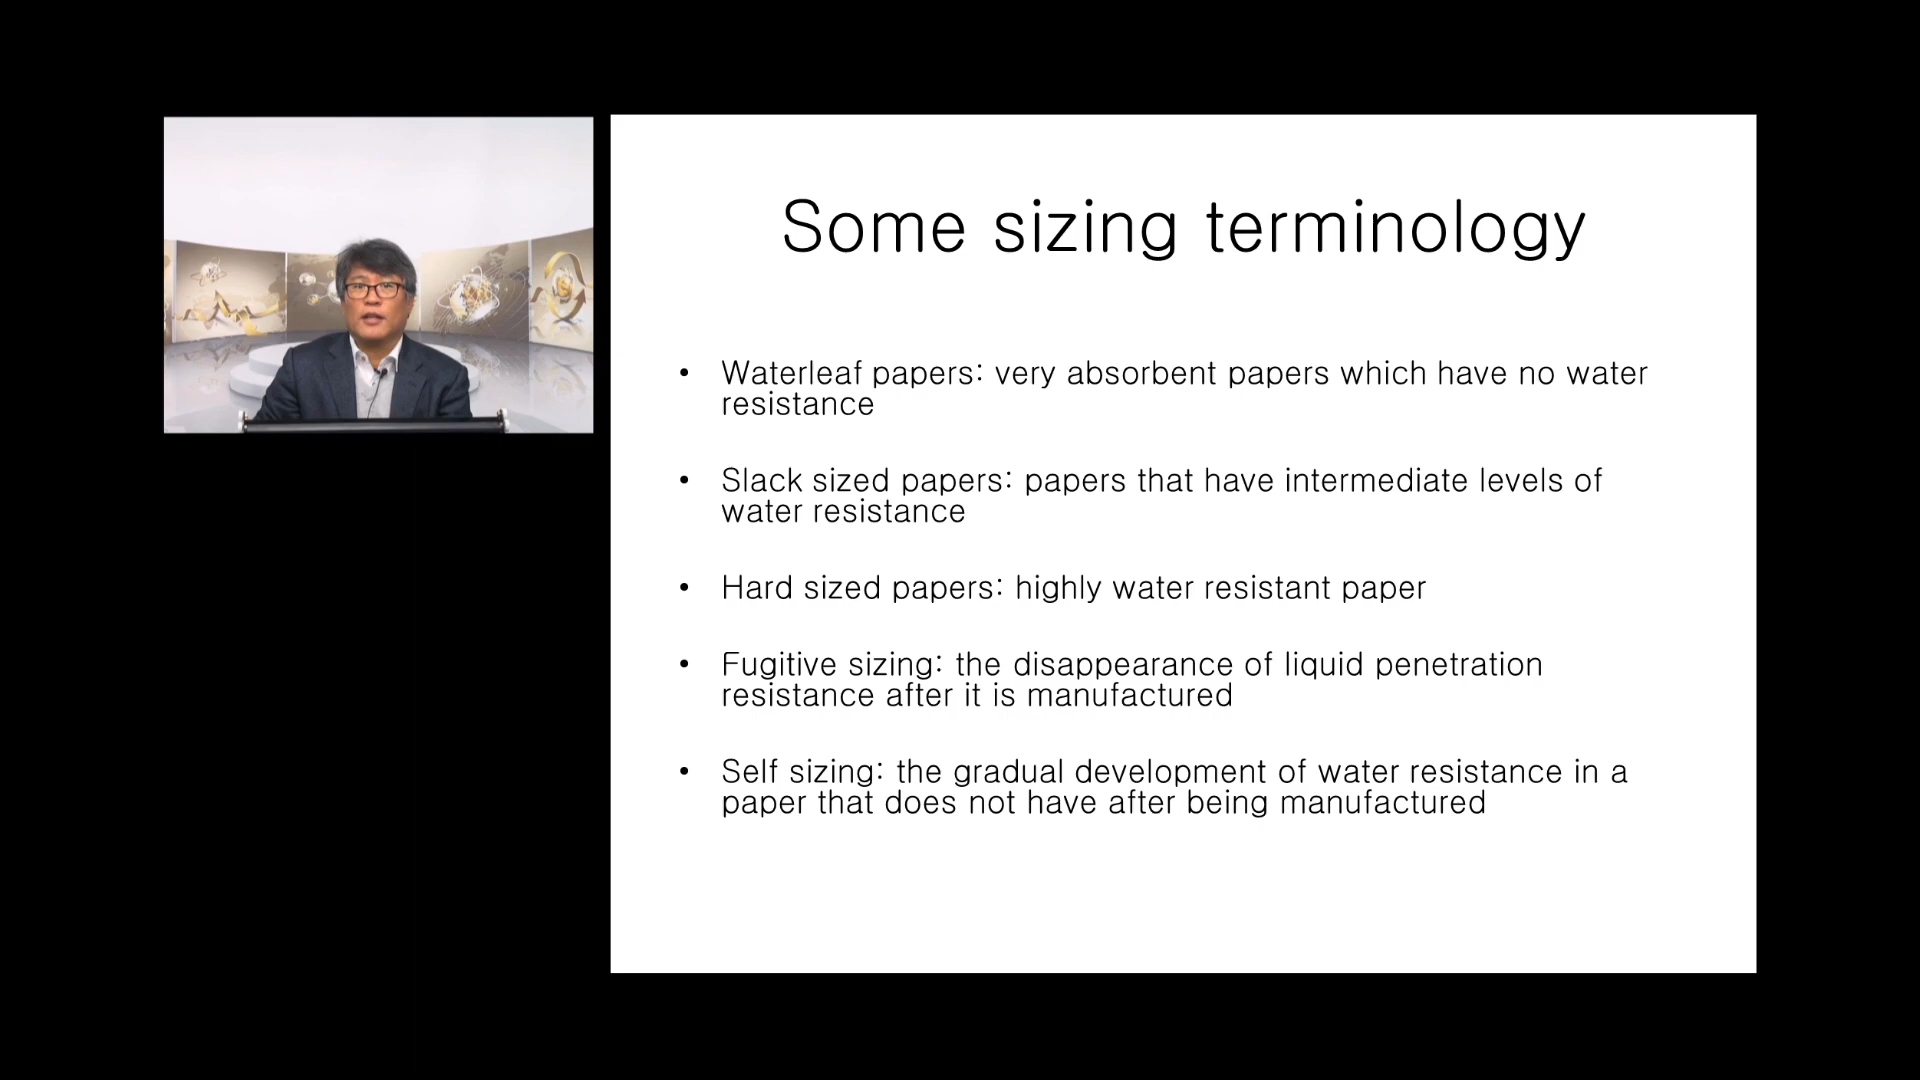 Some sizing terminology
• Waterleaf papers: very absorbent papers which have no water
resistance
• Slack sized papers: papers that have intermediate levels of
water resistance
• Hard sized papers: highly water resistant paper
• Fugitive sizing: the disappearance of liquid penetration
resistance after it is manufactured
• Self sizing: the gradual development of water resistance in a
paper that does not have after being manufactured